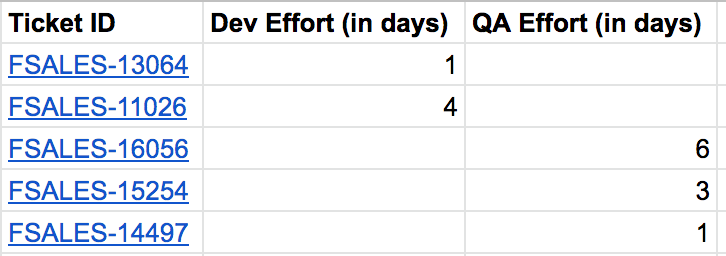 Ticket ID Dev Effort (in days) QA Effort (in days)
FSALES-13064 1
FSALES-11026 4
FSALES-16056 6
FSALES-15254 3
FSALES-14497 1